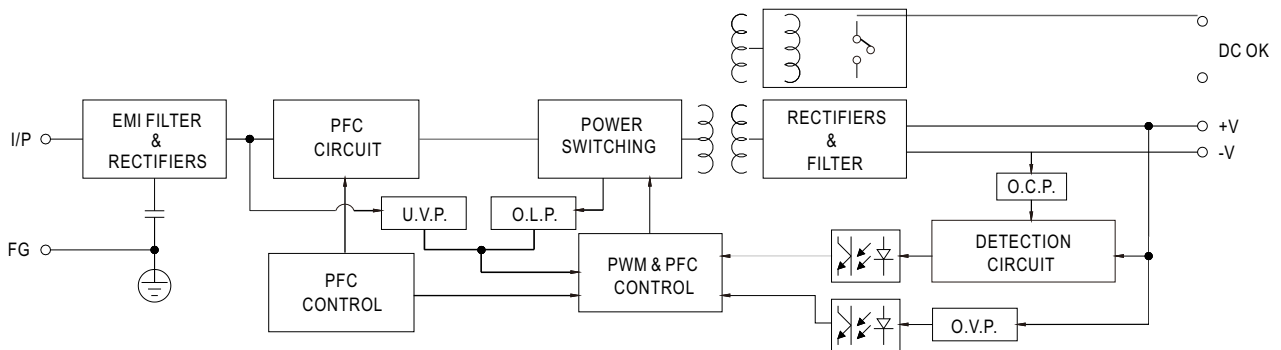 DC OK
I/P
EMI FILTER
&
RECTIFIERS
PFC
CIRCUIT
POWER
SWITCHING
RECTIFIERS
&
FILTER
+V
-V
O.C.P.
U.V.P.
O.L.P.
FG
PFC
CONTROL
PWM & PFC
CONTROL
DETECTION
CIRCUIT
O.V.P.